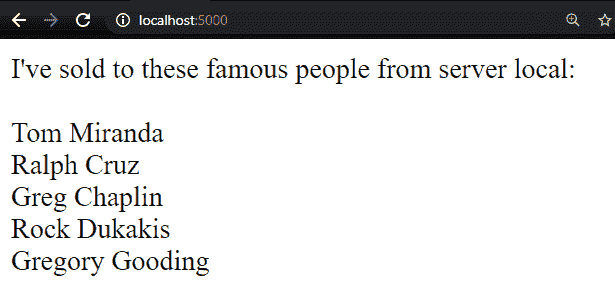 localhost:5000
I've sold to these famous people from server local:
Tom Miranda
Ralph Cruz
Greg Chaplin
Rock Dukakis
Gregory Gooding